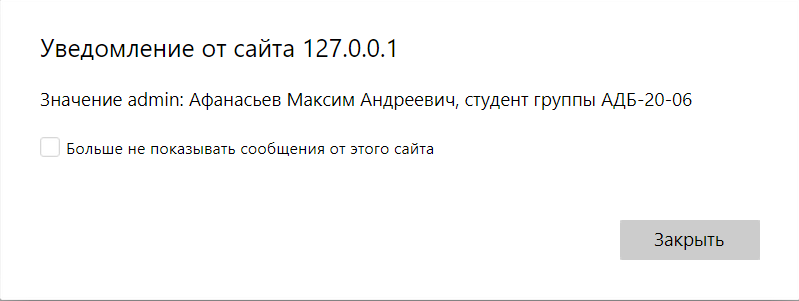 Уведомление от сайта 127.0.0.1
Значение admin: Афанасьев Максим Андреевич, студент группы АДБ-20-06
Больше не показывать сообщения от этого сайта
Закрыть